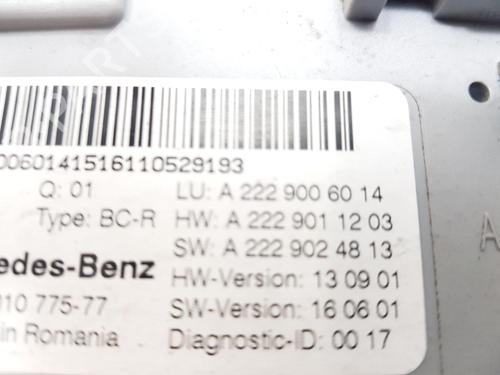 006014151611052919​3
Q: 01 LU: A 222 900 60 14
Type: BC-R HW: A 222 901 12 03
SW: A 222 902 48 13
edes-Benz HW-Version: 13 09 01
010 775-77 SW-Version: 16 06 01
in Romania Diagnostic-ID: 00 17
A